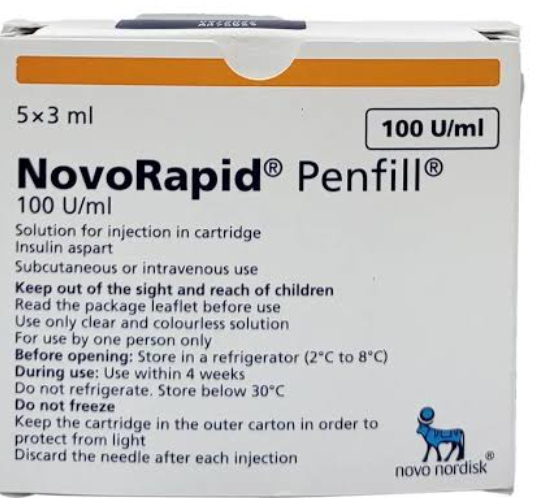 5×3 ml
100 U/ml
NovoRapid® Penfill®
100 U/ml
Solution for injection in cartridge
Insulin aspart
Subcutaneous or intravenous use
Keep out of the sight and reach of children
Read the package leaflet before use
Use only clear and colourless solution
For use by one person only
Before opening: Store in a refrigerator (2°C to 8°C)
During use: Use within 4 weeks
Do not refrigerate. Store below 30°C
Do not freeze
Keep the cartridge in the outer carton in order to
protect from light
Discard the needle after each injection
novo nordisk®